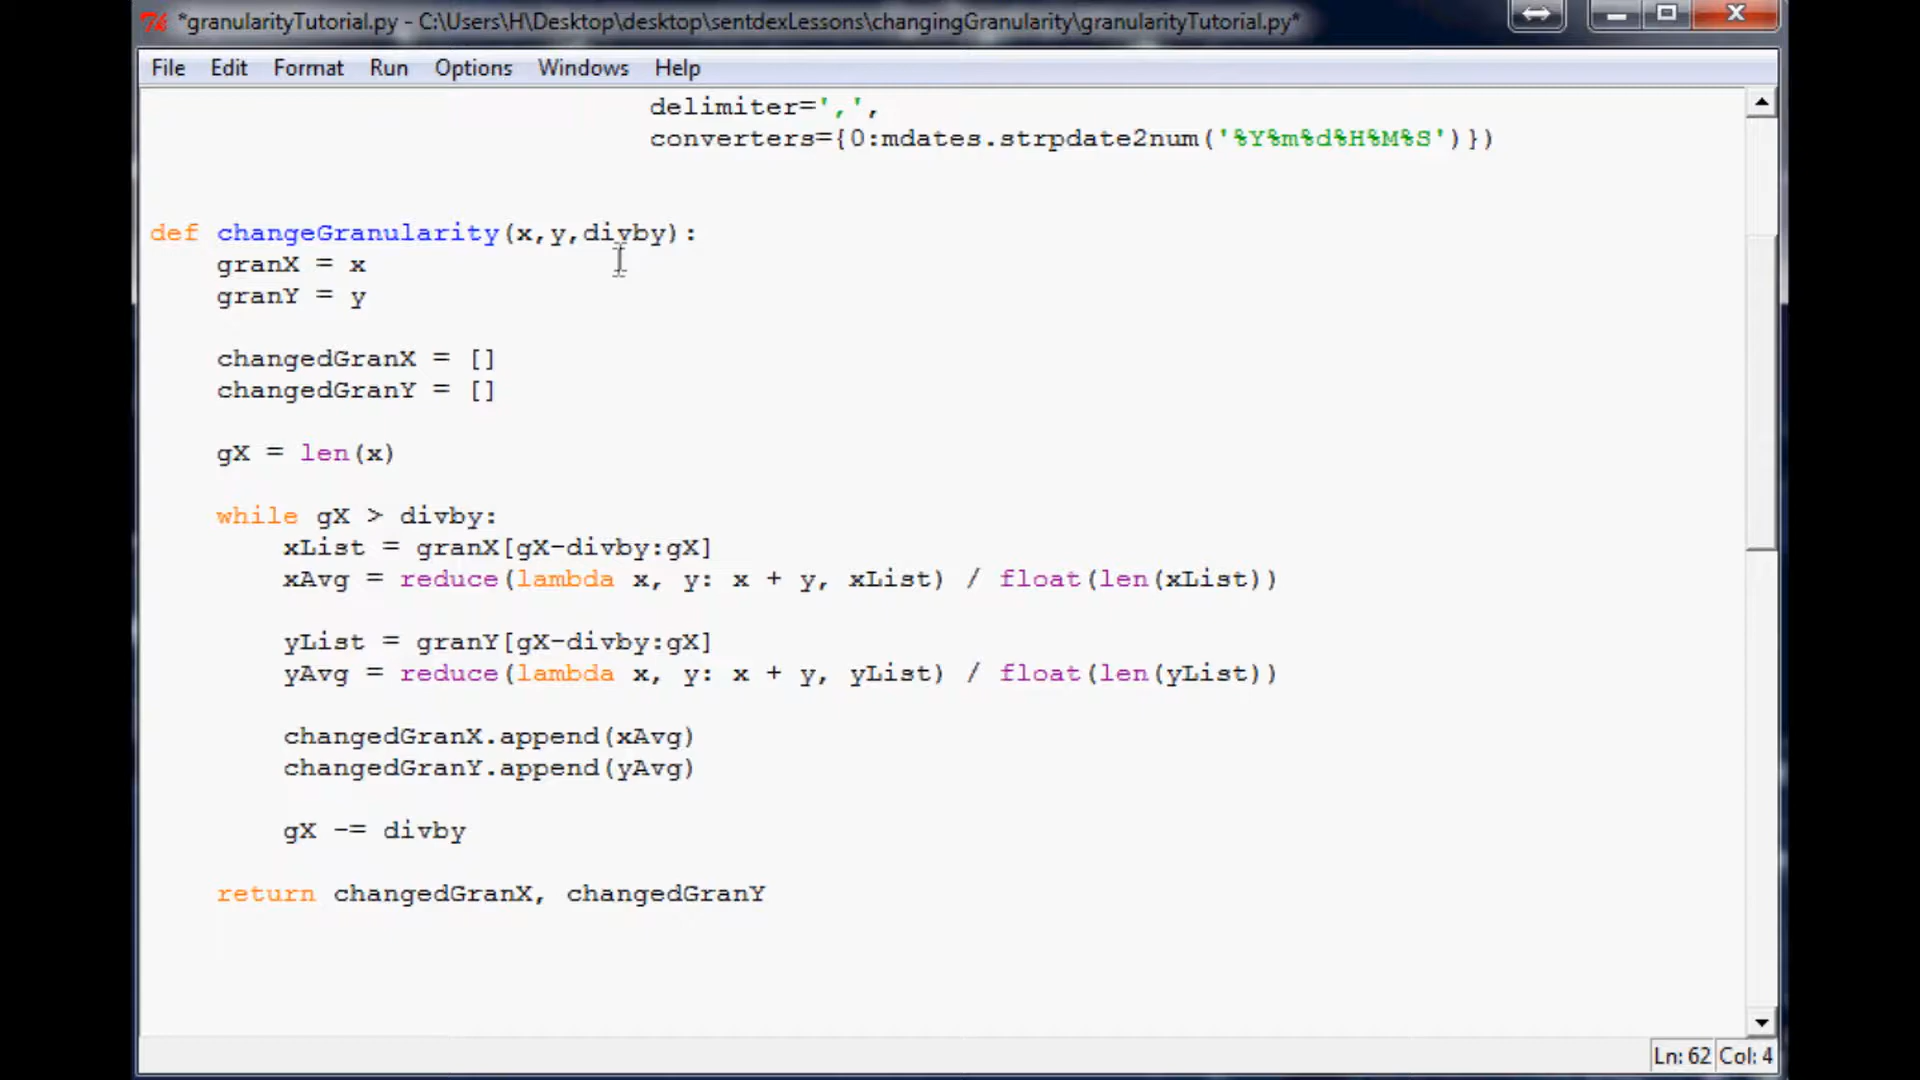 *granularityTutorial.py - C:\Users\H\Desktop\desktop\sentdexLessons\changingGranularity\granularityTutorial.py*
File Edit Format Run Options Windows Help
delimiter=',',
converters={0:mdates.strpdate2num('%Y%m%d%H%M%S')})
def changeGranularity(x,y,divby):
granX = x
granY = y
changedGranX = []
changedGranY = []
gX = len(x)
while gX > divby:
xList = granX[gX-divby:gX]
xAvg = reduce(lambda x, y: x + y, xList) / float(len(xList))
yList = granY[gX-divby:gX]
yAvg = reduce(lambda x, y: x + y, yList) / float(len(yList))
changedGranX.append(xAvg)
changedGranY.append(yAvg)
gX -= divby
return changedGranX, changedGranY
Ln: 62 Col: 4